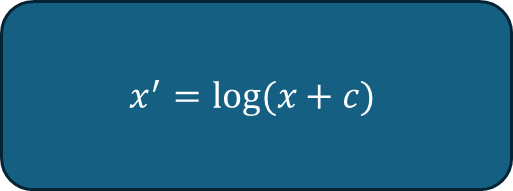 x′ = log(x + c)